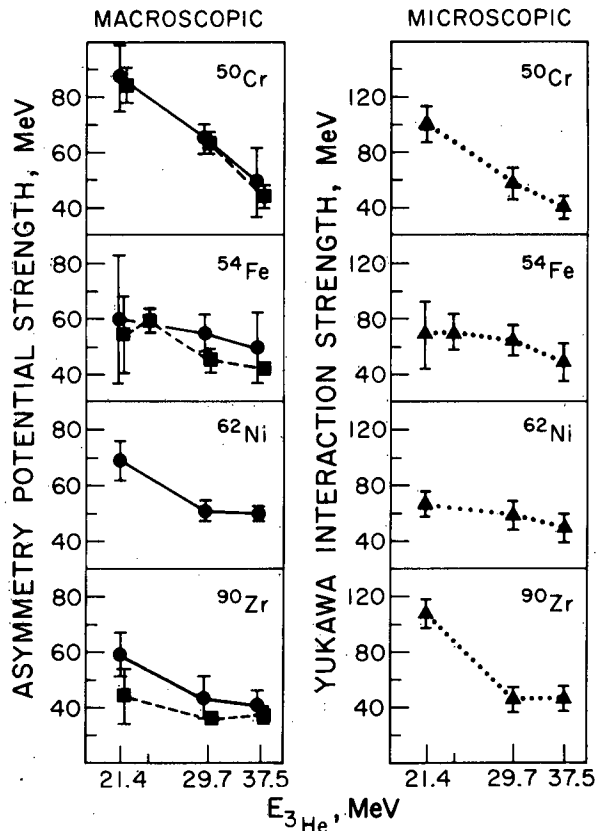 MACROSCOPIC
MICROSCOPIC
ASYMMETRY POTENTIAL STRENGTH, MeV
80
60
40
⁵⁰Cr
80
60
40
⁵⁴Fe
80
60
40
⁶²Ni
80
60
40
⁹⁰Zr
21.4 29.7 37.5
YUKAWA INTERACTION STRENGTH, MeV
120
80
40
⁵⁰Cr
120
80
40
⁵⁴Fe
120
80
40
⁶²Ni
120
80
40
⁹⁰Zr
21.4 29.7 37.5
E₃He, MeV